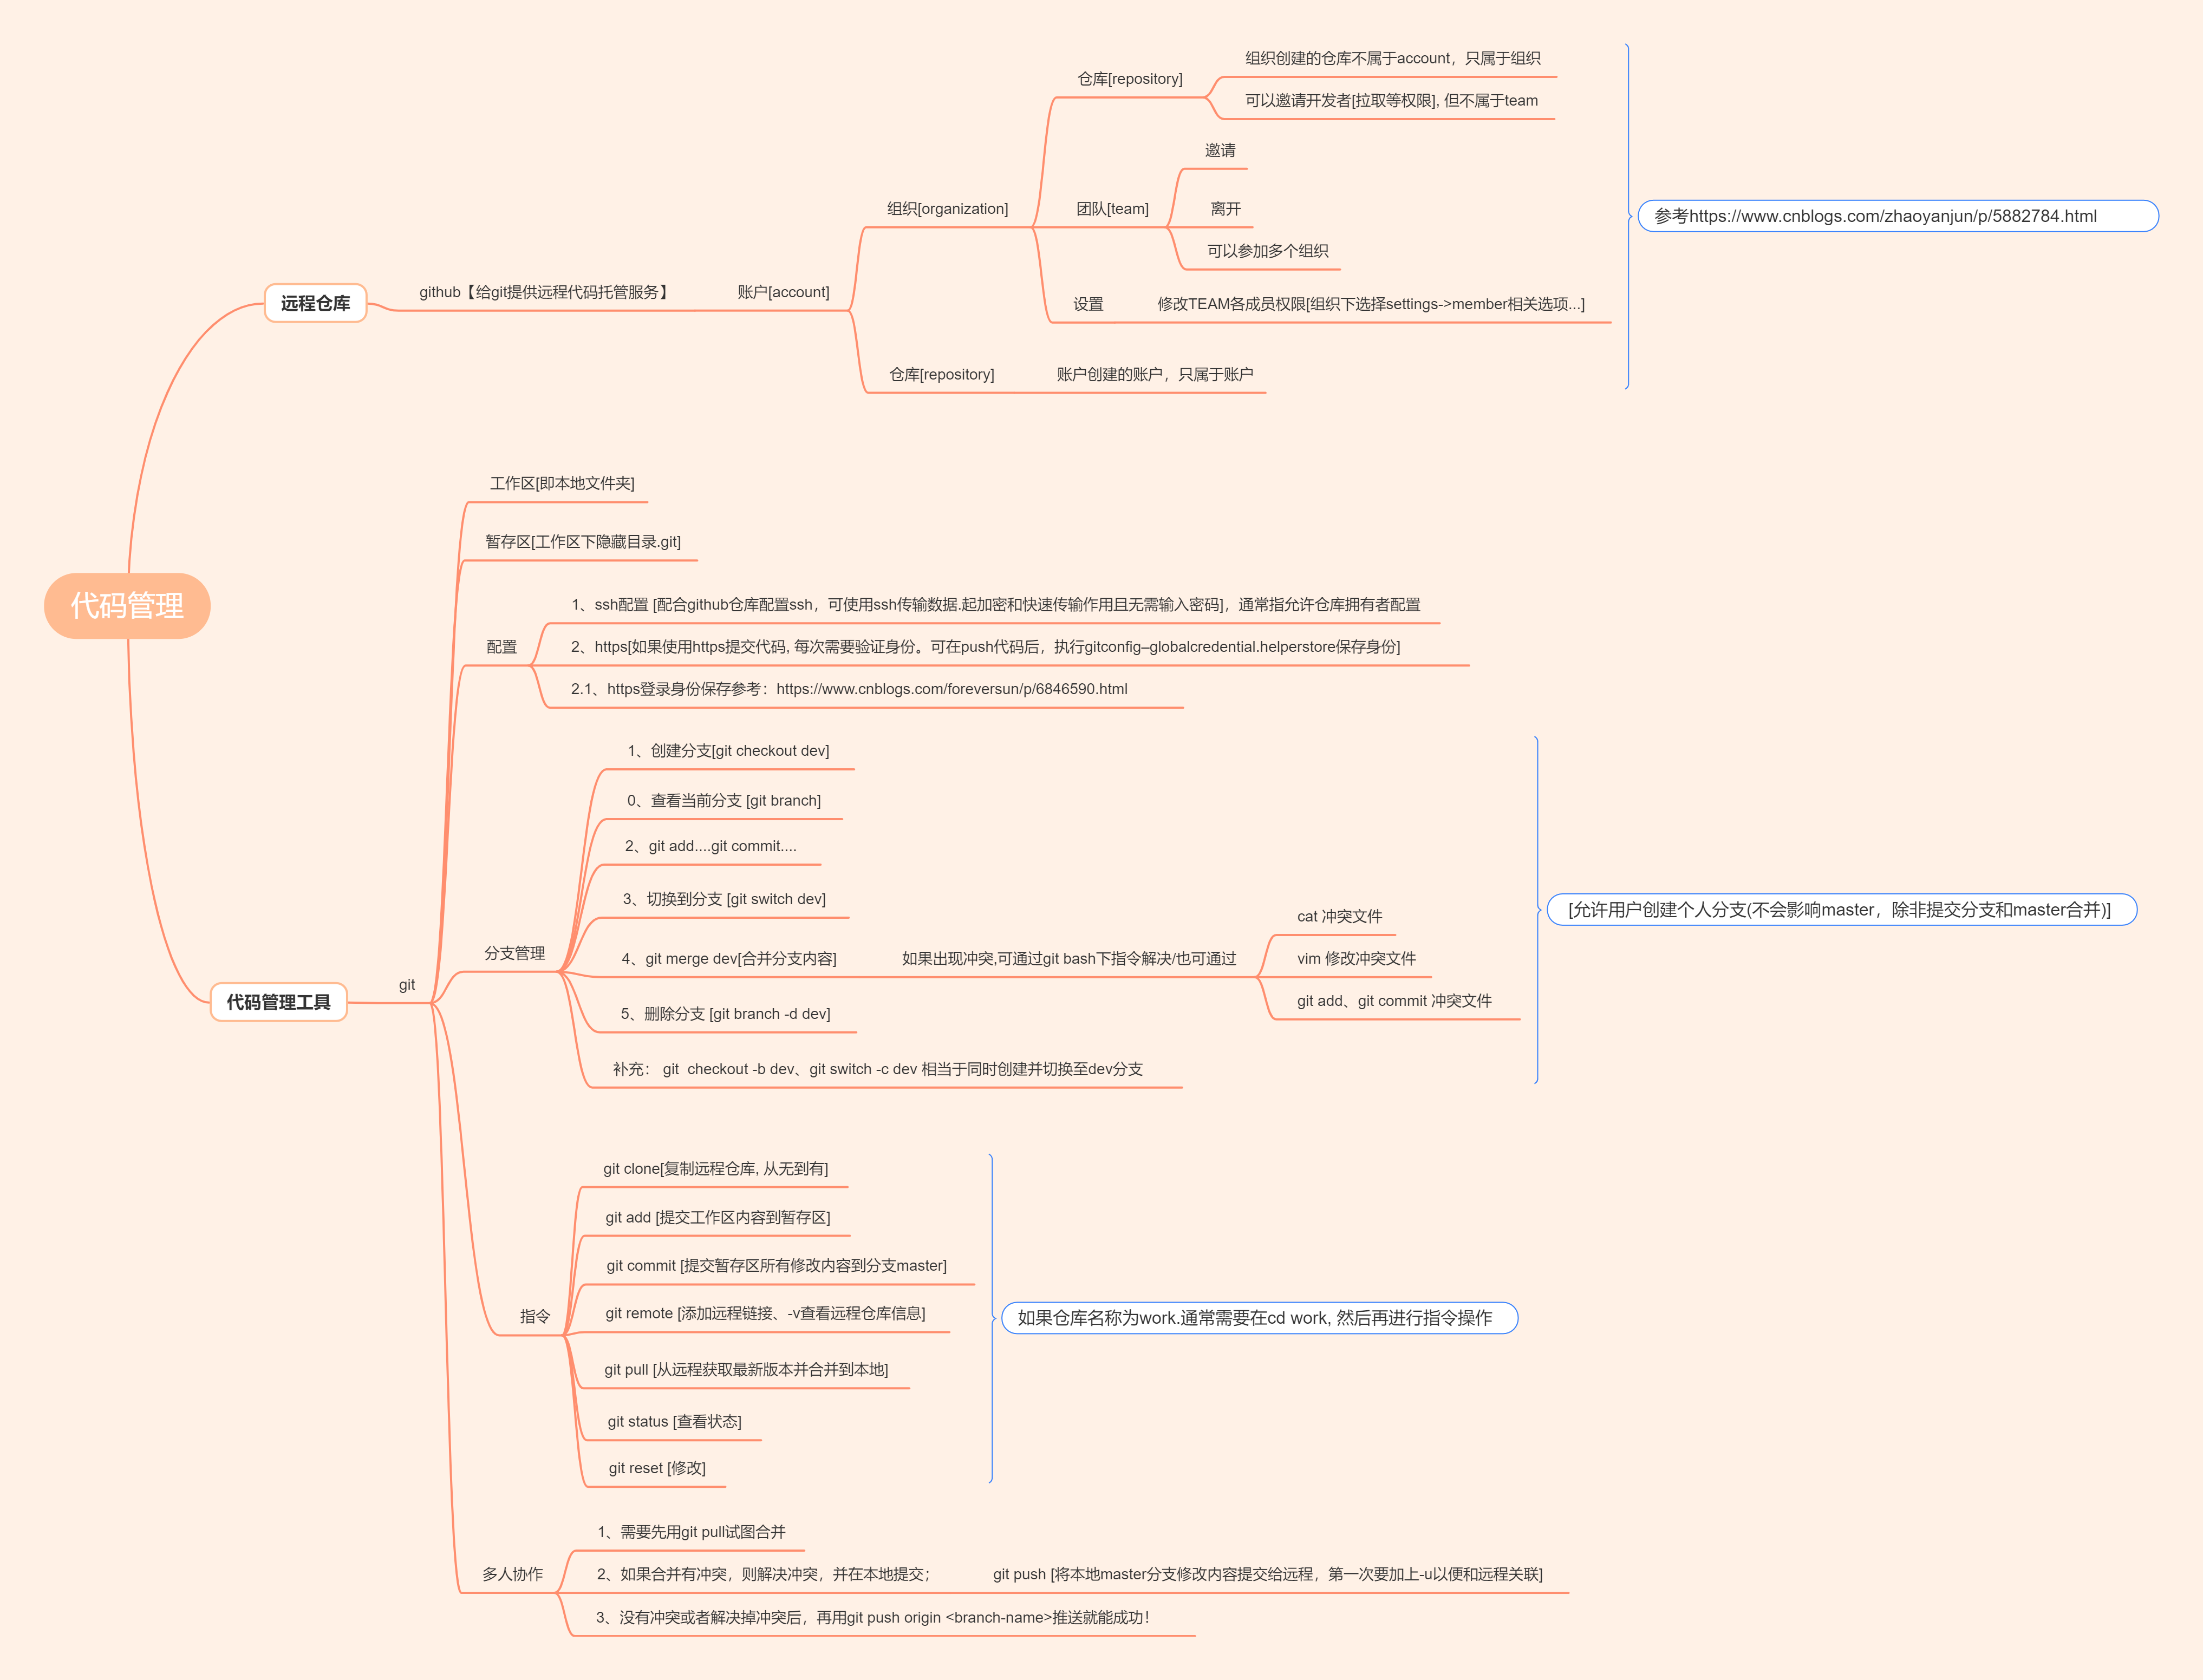 代码管理
远程仓库
github【给git提供远程代码托管服务】
账户[account]
组织[organization]
仓库[repository]
组织创建的仓库不属于account，只属于组织
可以邀请开发者[拉取等权限], 但不属于team
团队[team]
邀请
离开
可以参加多个组织
设置
修改TEAM各成员权限[组织下选择settings->member相关选项...]
仓库[repository]
账户创建的账户，只属于账户
参考https://www.cnblogs.com/zhaoyanjun/p/5882784.html
代码管理工具
git
工作区[即本地文件夹]
暂存区[工作区下隐藏目录.git]
配置
1、ssh配置 [配合github仓库配置ssh，可使用ssh传输数据.起加密和快速传输作用且无需输入密码]，通常指允许仓库拥有者配置
2、https[如果使用https提交代码, 每次需要验证身份。可在push代码后，执行gitconfig–globalcredential.helperstore保存身份]
2.1、https登录身份保存参考：https://www.cnblogs.com/foreversun/p/6846590.html
分支管理
1、创建分支[git checkout dev]
0、查看当前分支 [git branch]
2、git add....git commit....
3、切换到分支 [git switch dev]
4、git merge dev[合并分支内容]
如果出现冲突,可通过git bash下指令解决/也可通过
cat 冲突文件
vim 修改冲突文件
git add、git commit 冲突文件
5、删除分支 [git branch -d dev]
补充： git  checkout -b dev、git switch -c dev 相当于同时创建并切换至dev分支
[允许用户创建个人分支(不会影响master，除非提交分支和master合并)]
指令
git clone[复制远程仓库, 从无到有]
git add [提交工作区内容到暂存区]
git commit [提交暂存区所有修改内容到分支master]
git remote [添加远程链接、-v查看远程仓库信息]
git pull [从远程获取最新版本并合并到本地]
git status [查看状态]
git reset [修改]
如果仓库名称为work.通常需要在cd work, 然后再进行指令操作
多人协作
1、需要先用git pull试图合并
2、如果合并有冲突，则解决冲突，并在本地提交；
git push [将本地master分支修改内容提交给远程，第一次要加上-u以便和远程关联]
3、没有冲突或者解决掉冲突后，再用git push origin <branch-name>推送就能成功！